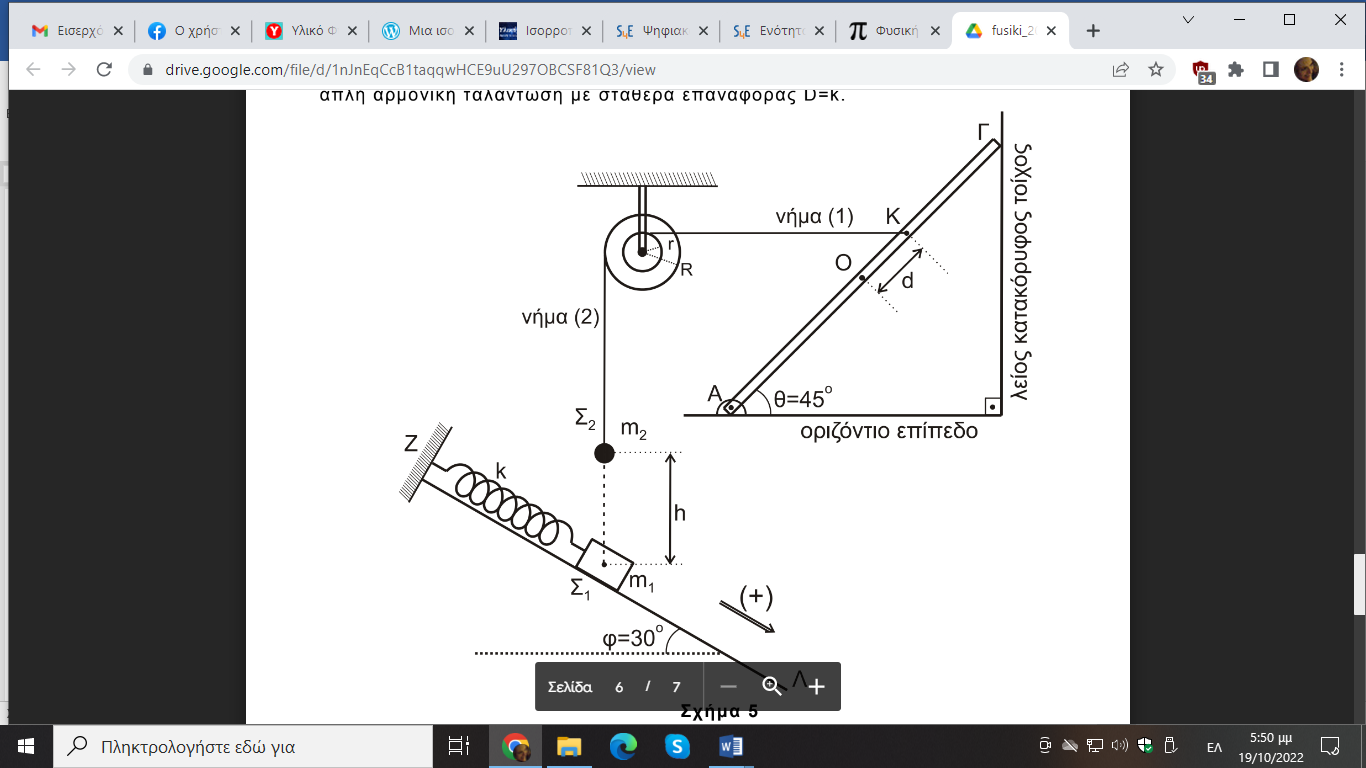 Εισερχό
Ο χρήσ
Υλικό Φ
Μια ισο
Ισορροπ
Ψηφιακ
Ενότητ
Φυσική
fusiki_2
drive.google.com/file/d/1nJnEqCcB1taqqwHCE9uU297OBCSF81Q3/view
34
απλή αρμονική ταλάντωση με σταθερά επαναφοράς D=k.
Γ
νήμα (1)
K
r
R
O
d
λείος κατακόρυφος τοίχος
νήμα (2)
A
θ=45°
οριζόντιο επίπεδο
Σ2
m2
Z
k
h
Σ1
m1
(+)
φ=30°
Λ
Σελίδα 6 / 7
Σχήμα 5
Πληκτρολογήστε εδώ για
ΕΛ
5:50 μμ
19/10/2022